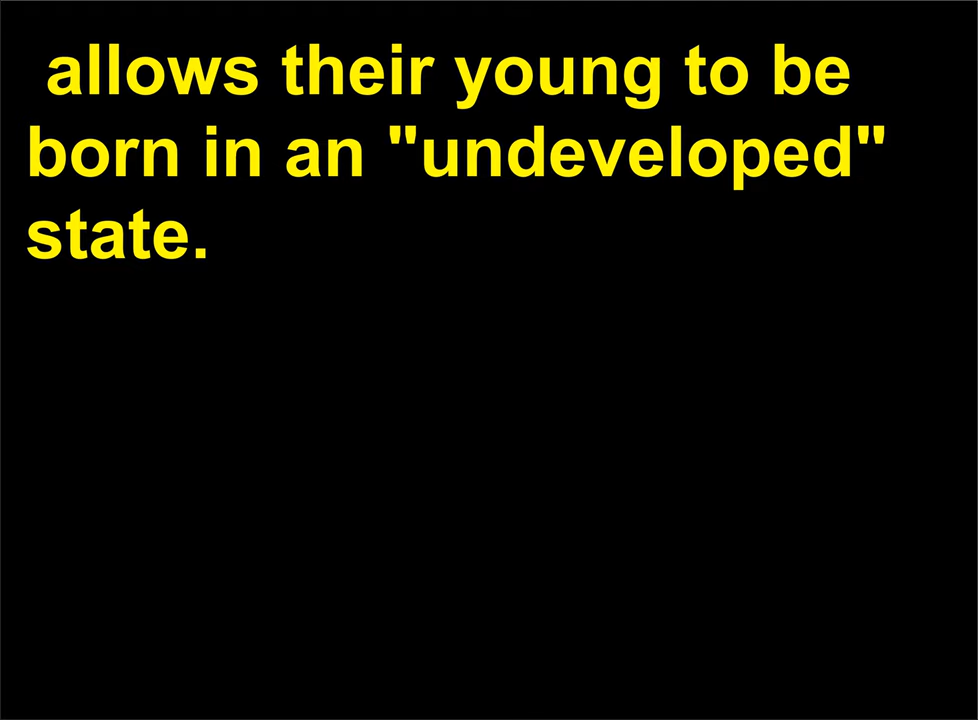 allows their young to be
born in an "undeveloped"
state.